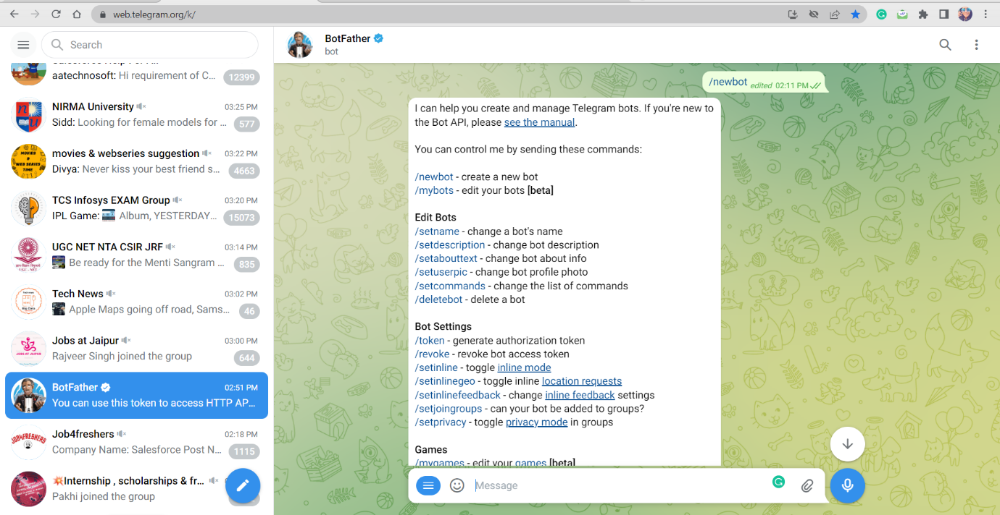 web.telegram.org/k/
Search
aatechnosoft: Hi requirement of C...
12399
NIRMA University
03:25 PM
Sidd: Looking for female models for ...
577
movies & webseries suggestion
03:22 PM
Divya: Never kiss your best friend s...
4663
TCS Infosys EXAM Group
03:20 PM
IPL Game: Album, YESTERDAY...
15073
UGC NET NTA CSIR JRF
03:14 PM
Be ready for the Menti Sangram ...
835
UGC - NET
Tech News
03:02 PM
Apple Maps going off road, Sams...
46
Jobs at Jaipur
03:00 PM
Rajveer Singh joined the group
644
JOBS AT JAIPUR
BotFather
02:51 PM
You can use this token to access HTTP AP...
Job4freshers
02:18 PM
Company Name: Salesforce Post N...
1115
JOB4FRESHERS
Internship , scholarships & fr...
Pakhi joined the group
BotFather
bot
/newbot edited 02:11 PM
I can help you create and manage Telegram bots. If you're new to
the Bot API, please see the manual.
You can control me by sending these commands:
/newbot - create a new bot
/mybots - edit your bots [beta]
Edit Bots
/setname - change a bot's name
/setdescription - change bot description
/setabouttext - change bot about info
/setuserpic - change bot profile photo
/setcommands - change the list of commands
/deletebot - delete a bot
Bot Settings
/token - generate authorization token
/revoke - revoke bot access token
/setinline - toggle inline mode
/setinlinegeo - toggle inline location requests
/setinlinefeedback - change inline feedback settings
/setjoingroups - can your bot be added to groups?
/setprivacy - toggle privacy mode in groups
Games
/mygames - edit your games [beta]
Message